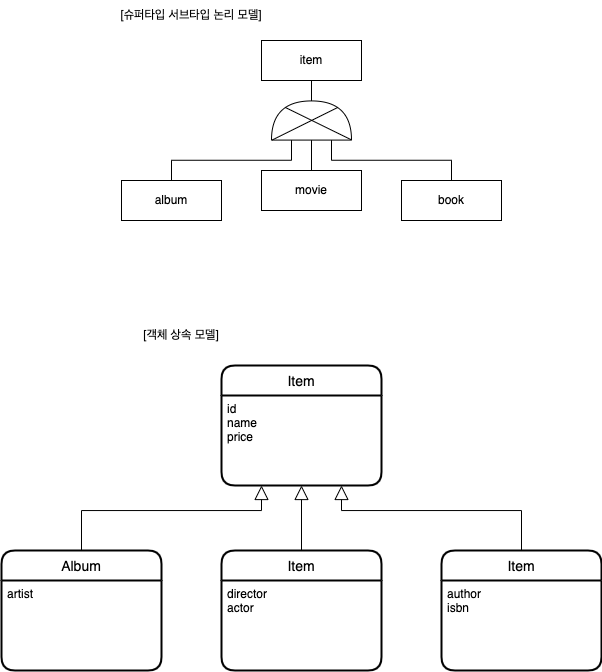 [슈퍼타입 서브타입 논리 모델]
item
album
movie
book
[객체 상속 모델]
Item
id
name
price
Album
artist
Item
director
actor
Item
author
isbn